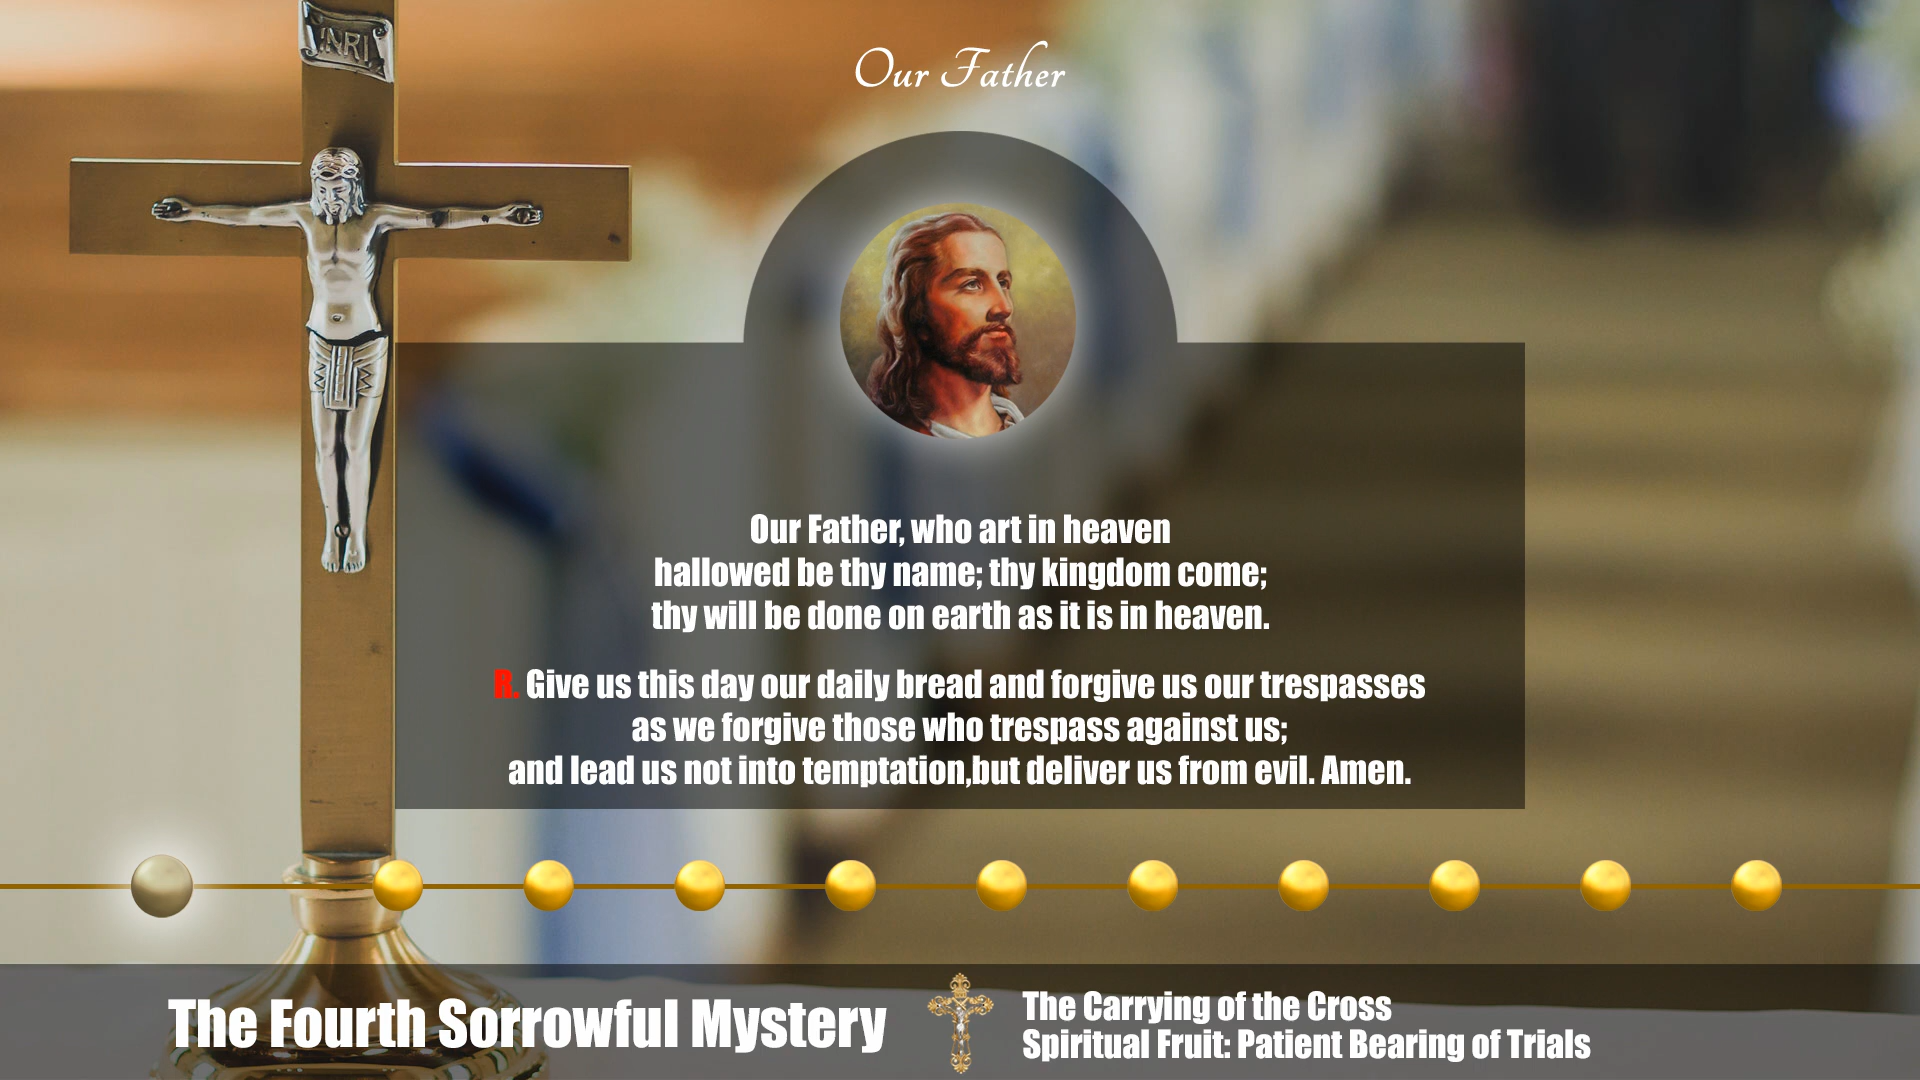 INRI
Our Father
Our Father, who art in heaven
hallowed be thy name; thy kingdom come;
thy will be done on earth as it is in heaven.
R. Give us this day our daily bread and forgive us our trespasses
as we forgive those who trespass against us;
and lead us not into temptation,but deliver us from evil. Amen.
The Fourth Sorrowful Mystery
The Carrying of the Cross
Spiritual Fruit: Patient Bearing of Trials